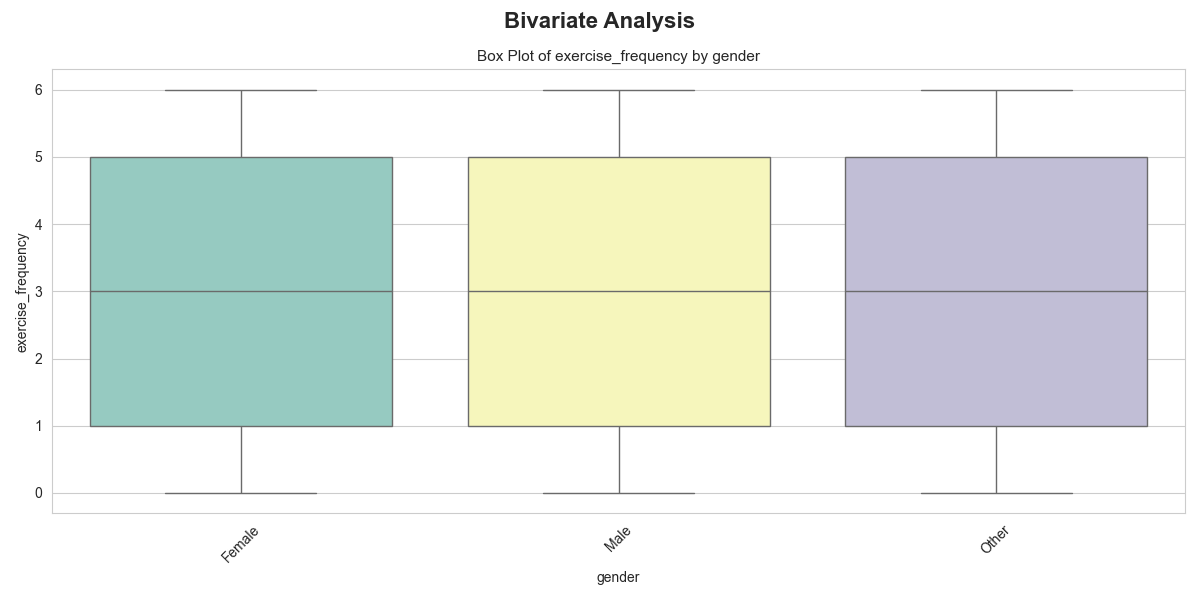 Bivariate Analysis
Box Plot of exercise_frequency by gender
exercise_frequency
6
5
4
3
2
1
0
Female
Male
Other
gender